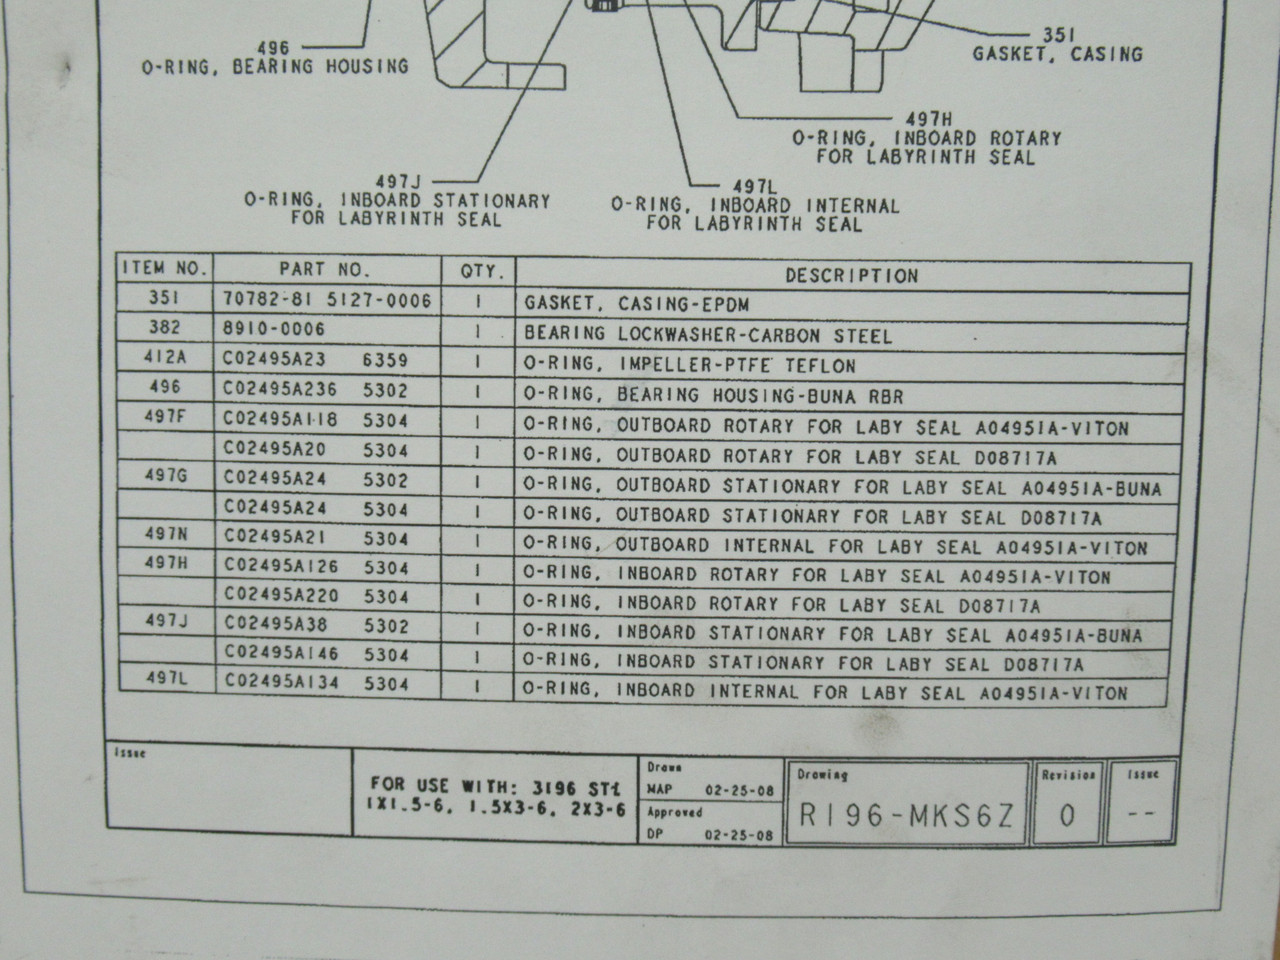 496
O-RING, BEARING HOUSING
351
GASKET, CASING
497H
O-RING, INBOARD ROTARY
FOR LABYRINTH SEAL
497J
O-RING, INBOARD STATIONARY
FOR LABYRINTH SEAL
497L
O-RING, INBOARD INTERNAL
FOR LABYRINTH SEAL
ITEM NO. PART NO. QTY. DESCRIPTION
351 70782-81 5127-0006 1 GASKET, CASING-EPDM
382 8910-0006 1 BEARING LOCKWASHER-CARBON STEEL
412A C02495A23 6359 1 O-RING, IMPELLER-PTFE TEFLON
496 C02495A236 5302 1 O-RING, BEARING HOUSING-BUNA RBR
497F C02495A118 5304 1 O-RING, OUTBOARD ROTARY FOR LABY SEAL A04951A-VITON
C02495A20 5304 1 O-RING, OUTBOARD ROTARY FOR LABY SEAL D08717A
497G C02495A24 5302 1 O-RING, OUTBOARD STATIONARY FOR LABY SEAL A04951A-BUNA
C02495A24 5304 1 O-RING, OUTBOARD STATIONARY FOR LABY SEAL D08717A
497N C02495A21 5304 1 O-RING, OUTBOARD INTERNAL FOR LABY SEAL A04951A-VITON
497H C02495A126 5304 1 O-RING, INBOARD ROTARY FOR LABY SEAL A04951A-VITON
C02495A220 5304 1 O-RING, INBOARD ROTARY FOR LABY SEAL D08717A
497J C02495A38 5302 1 O-RING, INBOARD STATIONARY FOR LABY SEAL A04951A-BUNA
C02495A146 5304 1 O-RING, INBOARD STATIONARY FOR LABY SEAL D08717A
497L C02495A134 5304 1 O-RING, INBOARD INTERNAL FOR LABY SEAL A04951A-VITON
Issue
FOR USE WITH: 3196 STi
1X1.5-6, 1.5X3-6, 2X3-6
Drawn
MAP 02-25-08
Approved
DP 02-25-08
Drawing
R196-MKS6Z
Revision
0
Issue
--